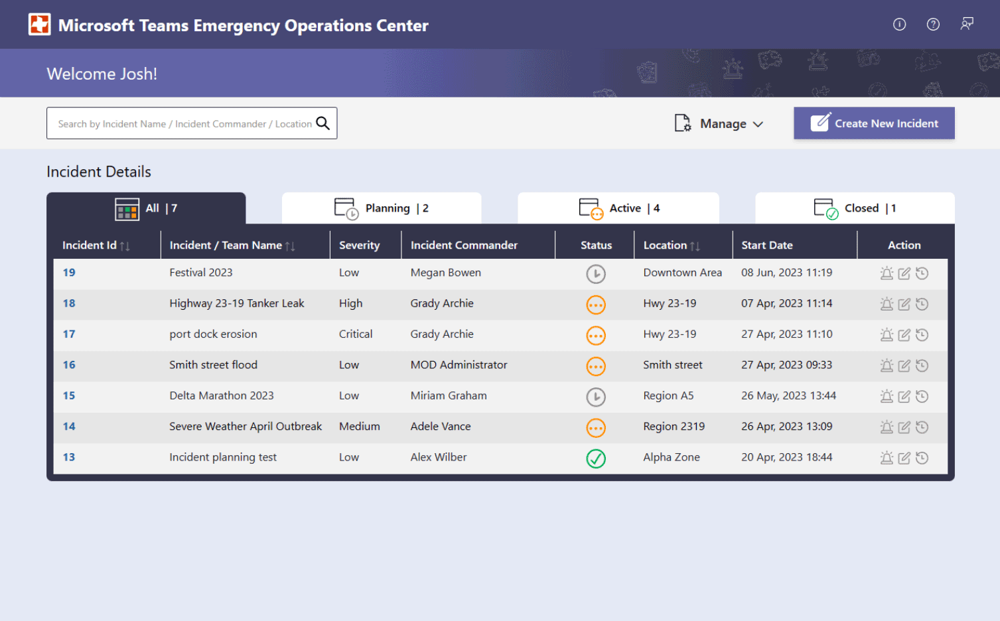 Microsoft Teams Emergency Operations Center
Welcome Josh!
Search by Incident Name / Incident Commander / Location
Manage
Create New Incident
Incident Details
All | 7
Planning | 2
Active | 4
Closed | 1
Incident Id Incident / Team Name Severity Incident Commander Status Location Start Date Action
19 Festival 2023 Low Megan Bowen Downtown Area 08 Jun, 2023 11:19
18 Highway 23-19 Tanker Leak High Grady Archie Hwy 23-19 07 Apr, 2023 11:14
17 port dock erosion Critical Grady Archie Hwy 23-19 27 Apr, 2023 11:10
16 Smith street flood Low MOD Administrator Smith street 27 Apr, 2023 09:33
15 Delta Marathon 2023 Low Miriam Graham Region A5 26 May, 2023 13:44
14 Severe Weather April Outbreak Medium Adele Vance Region 2319 26 Apr, 2023 13:09
13 Incident planning test Low Alex Wilber Alpha Zone 20 Apr, 2023 18:44